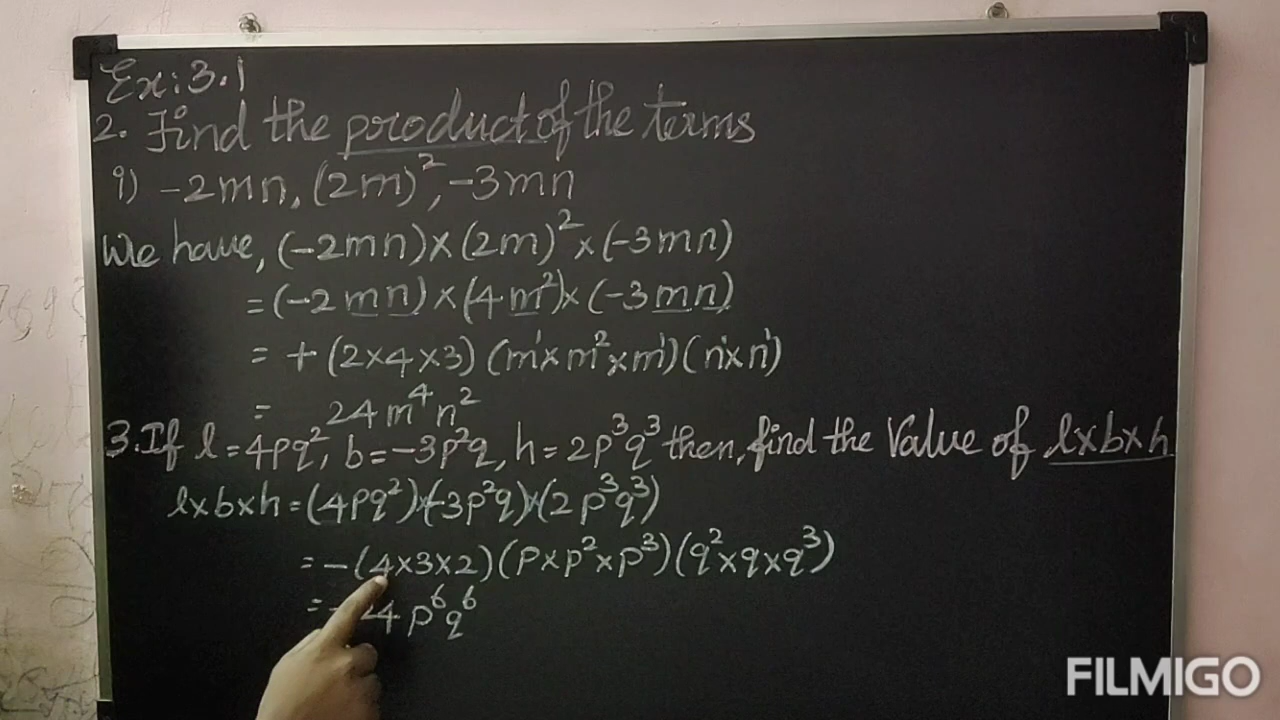 Ex: 3.1
2. Find the product of the terms
i) -2mn, (2m)², -3mn
We have, (-2mn)×(2m)²×(-3mn)
= (-2mn)×(4m²)×(-3mn)
= +(2×4×3)(m¹×m²×m¹)(n¹×n¹)
= 24m⁴n²
3. If l=4pq², b=-3p²q, h=2p³q³ then, find the Value of l×b×h
l×b×h=(4pq²)×(-3p²q)×(2p³q³)
= -(4×3×2)(p×p²×p³)(q²×q×q³)
= -24p⁶q⁶
FILMIGO